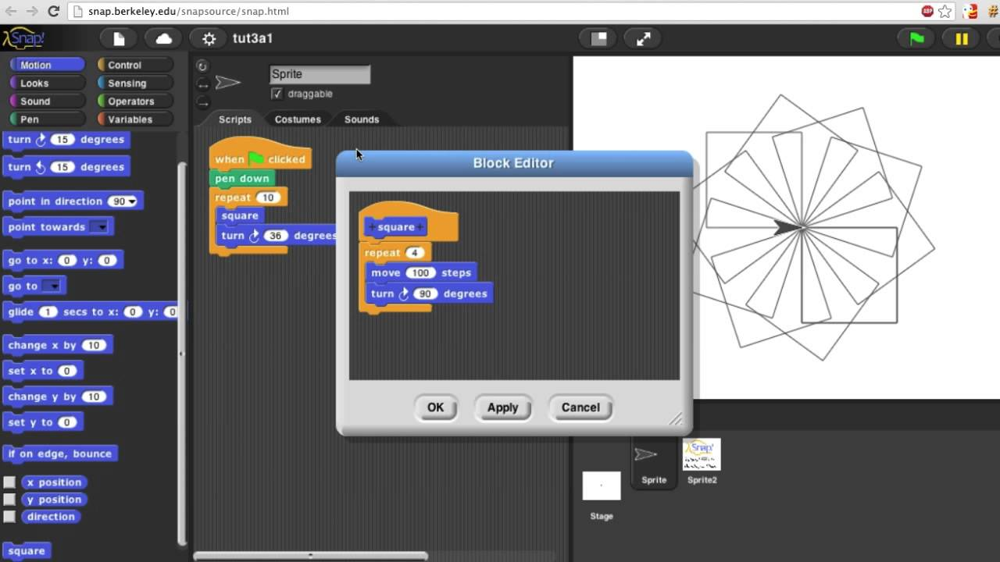 snap.berkeley.edu/snapsource/snap.html
ABP
#
Snap!
tut3a1
Motion
Control
Looks
Sensing
Sound
Operators
Pen
Variables
turn 15 degrees
turn 15 degrees
point in direction 90
point towards
go to x: 0 y: 0
go to
glide 1 secs to x: 0 y: 0
change x by 10
set x to 0
change y by 10
set y to 0
if on edge, bounce
x position
y position
direction
square
Sprite
draggable
Scripts
Costumes
Sounds
when clicked
pen down
repeat 10
square
turn 36 degrees
Block Editor
+ square +
repeat 4
move 100 steps
turn 90 degrees
OK
Apply
Cancel
Stage
Sprite
Snap!
Sprite2